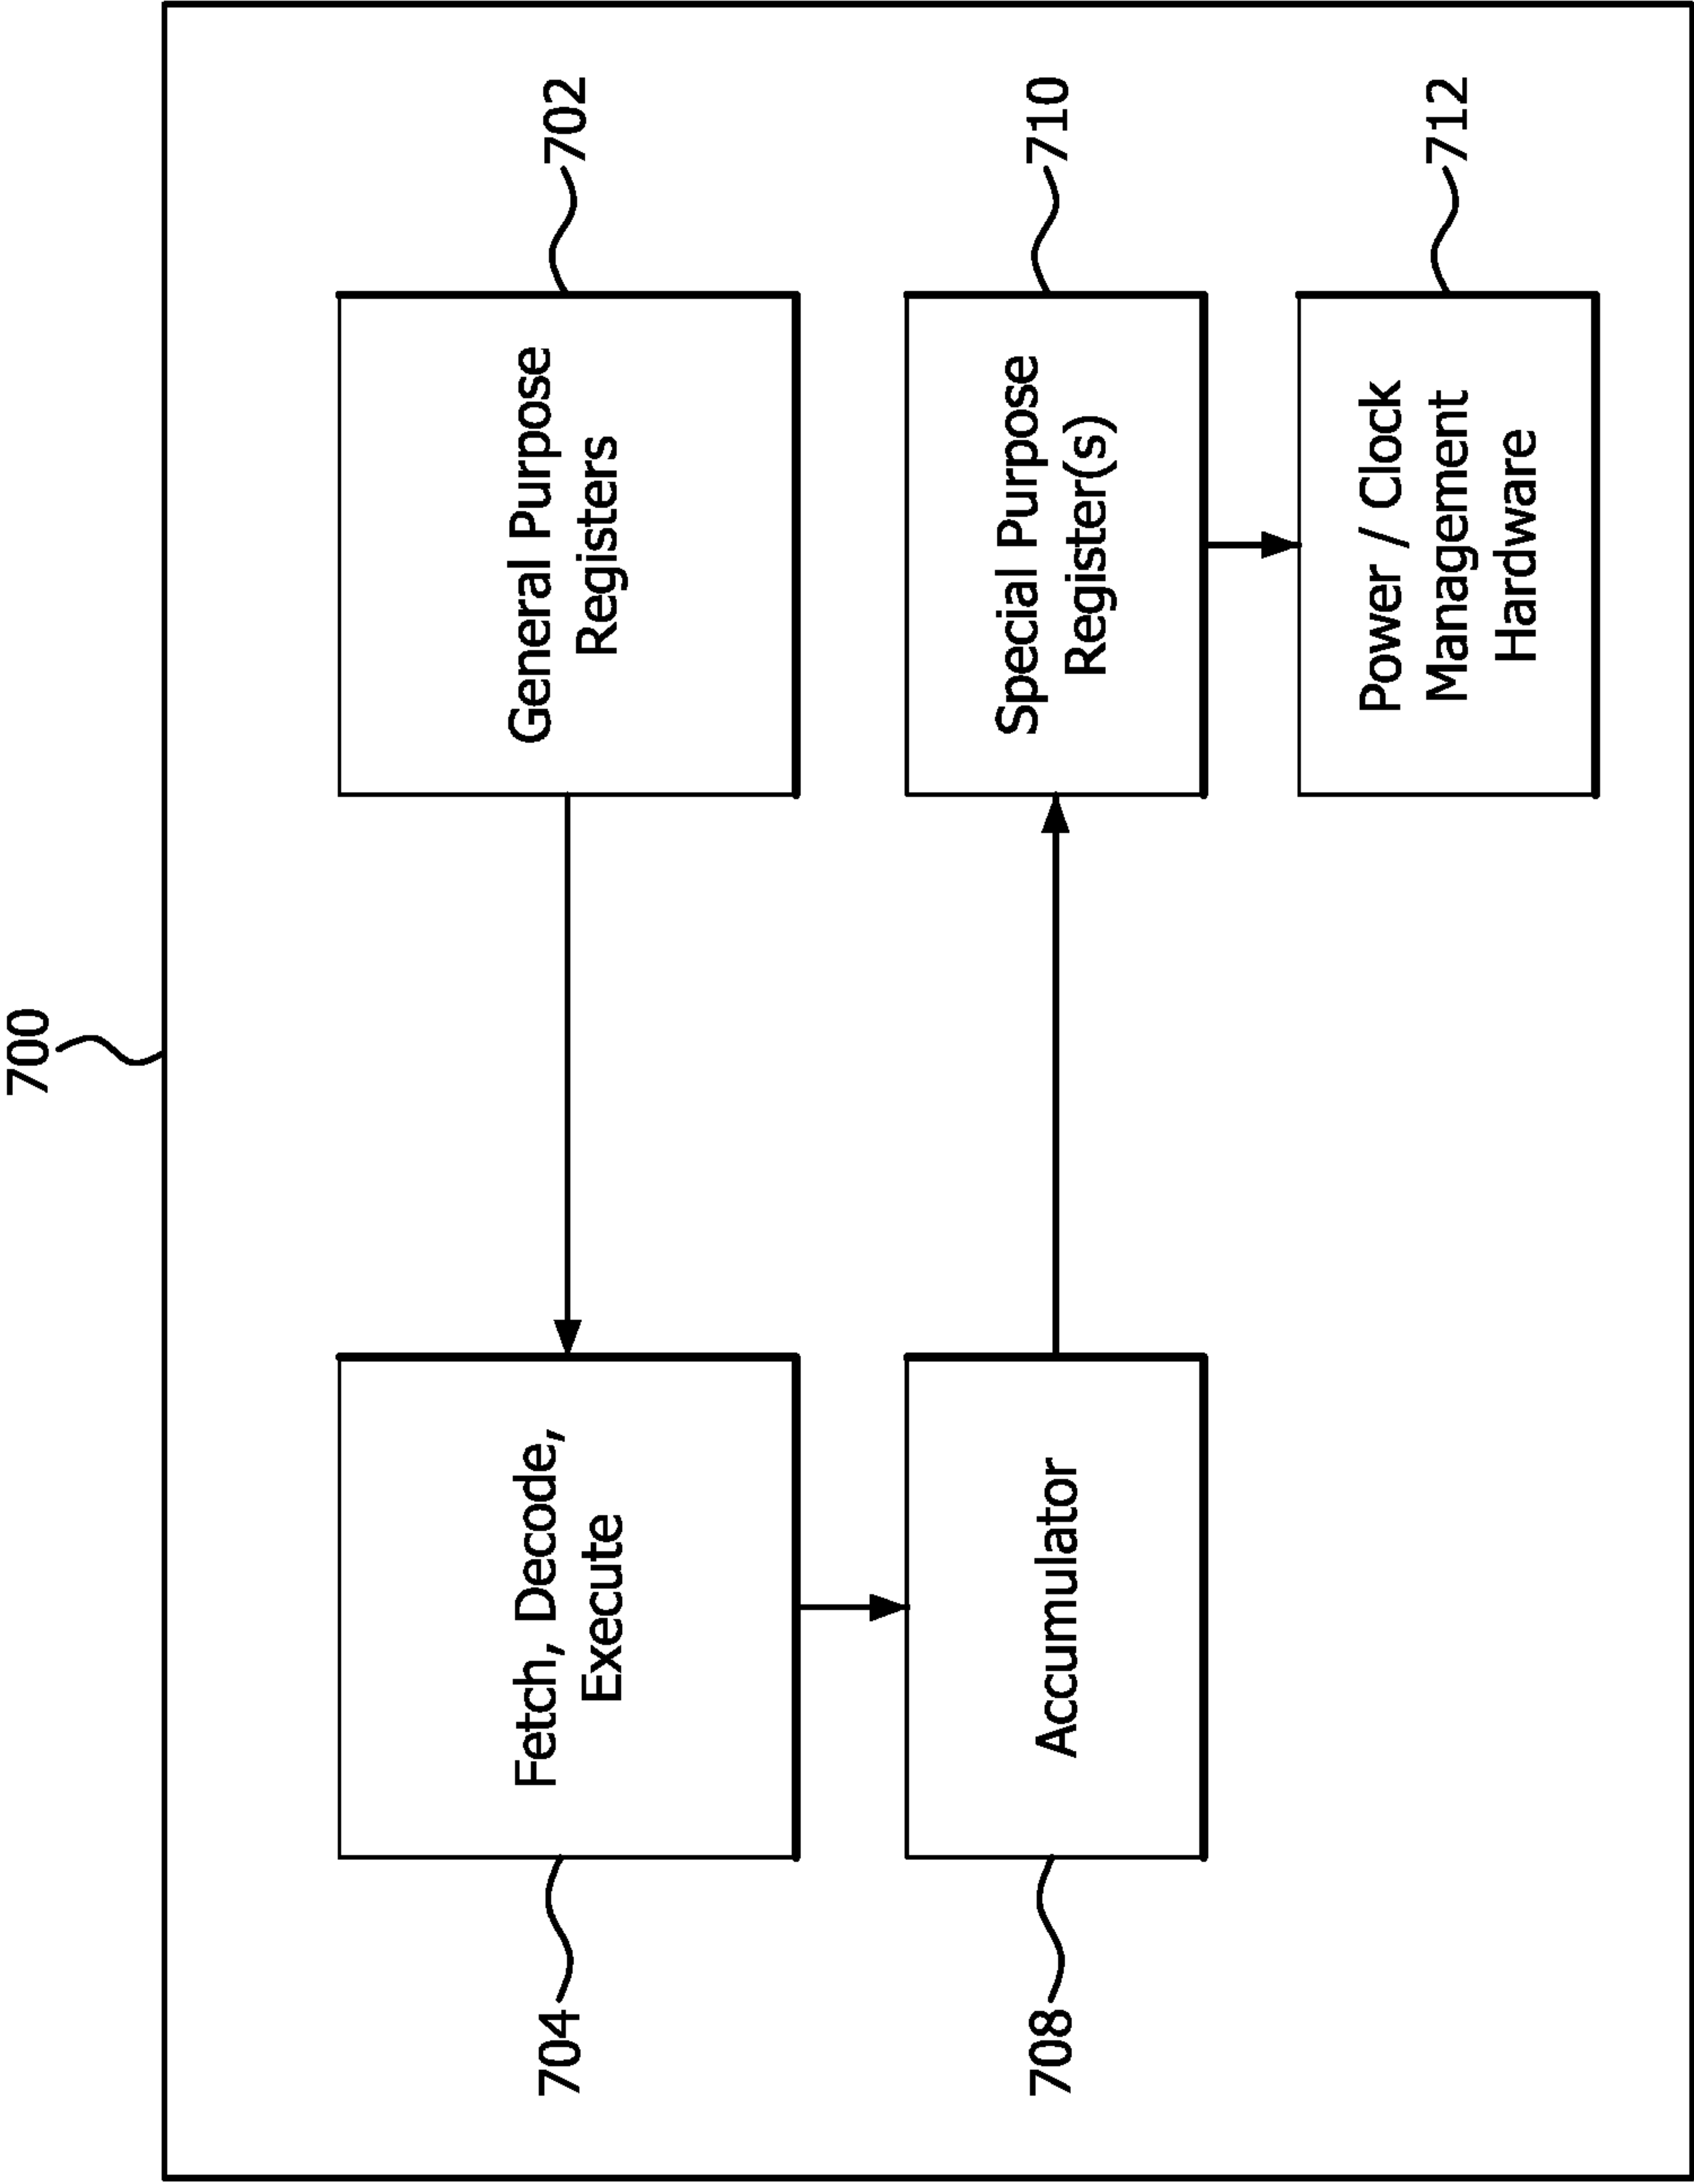 700
704
Fetch, Decode,
Execute
General Purpose
Registers
702
708
Accumulator
Special Purpose
Register(s)
710
Power / Clock
Management
Hardware
712